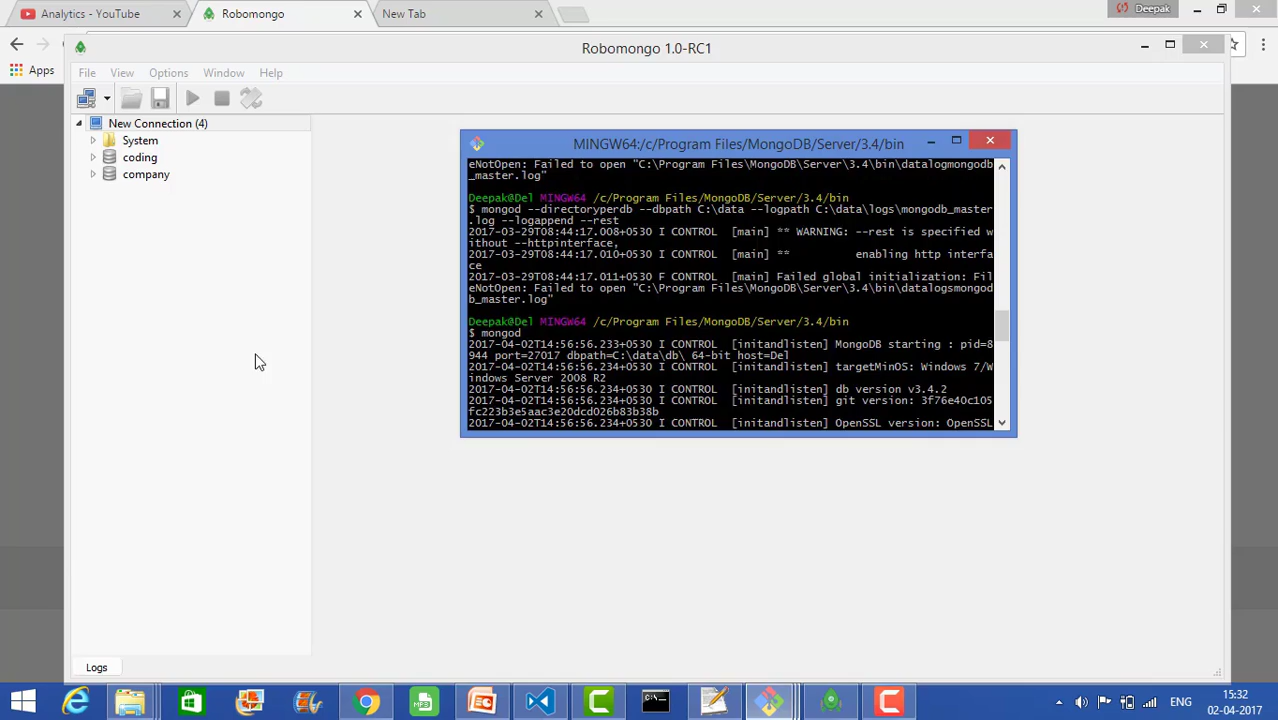 Analytics - YouTube
Robomongo
New Tab
Deepak
Apps
Robomongo 1.0-RC1
File View Options Window Help
New Connection (4)
System
coding
company
MINGW64:/c/Program Files/MongoDB/Server/3.4/bin
eNotOpen: Failed to open "C:\Program Files\MongoDB\Server\3.4\bin\datalogmongodb
_master.log"
Deepak@Del MINGW64 /c/Program Files/MongoDB/Server/3.4/bin
$ mongod --directoryperdb --dbpath C:\data --logpath C:\data\logs\mongodb_master
.log --logappend --rest
2017-03-29T08:44:17.008+0530 I CONTROL [main] ** WARNING: --rest is specified w
ithout --httpinterface,
2017-03-29T08:44:17.010+0530 I CONTROL [main] ** enabling http interfa
ce
2017-03-29T08:44:17.011+0530 F CONTROL [main] Failed global initialization: Fil
eNotOpen: Failed to open "C:\Program Files\MongoDB\Server\3.4\bin\datalogsmongod
b_master.log"
Deepak@Del MINGW64 /c/Program Files/MongoDB/Server/3.4/bin
$ mongod
2017-04-02T14:56:56.233+0530 I CONTROL [initandlisten] MongoDB starting : pid=8
944 port=27017 dbpath=C:\data\db\ 64-bit host=Del
2017-04-02T14:56:56.234+0530 I CONTROL [initandlisten] targetMinOS: Windows 7/W
indows Server 2008 R2
2017-04-02T14:56:56.234+0530 I CONTROL [initandlisten] db version v3.4.2
2017-04-02T14:56:56.234+0530 I CONTROL [initandlisten] git version: 3f76e40c105
fc223b3e5aac3e20dcd026b83b38b
2017-04-02T14:56:56.234+0530 I CONTROL [initandlisten] OpenSSL version: OpenSSL
Logs
MP3
ENG
15:32
02-04-2017